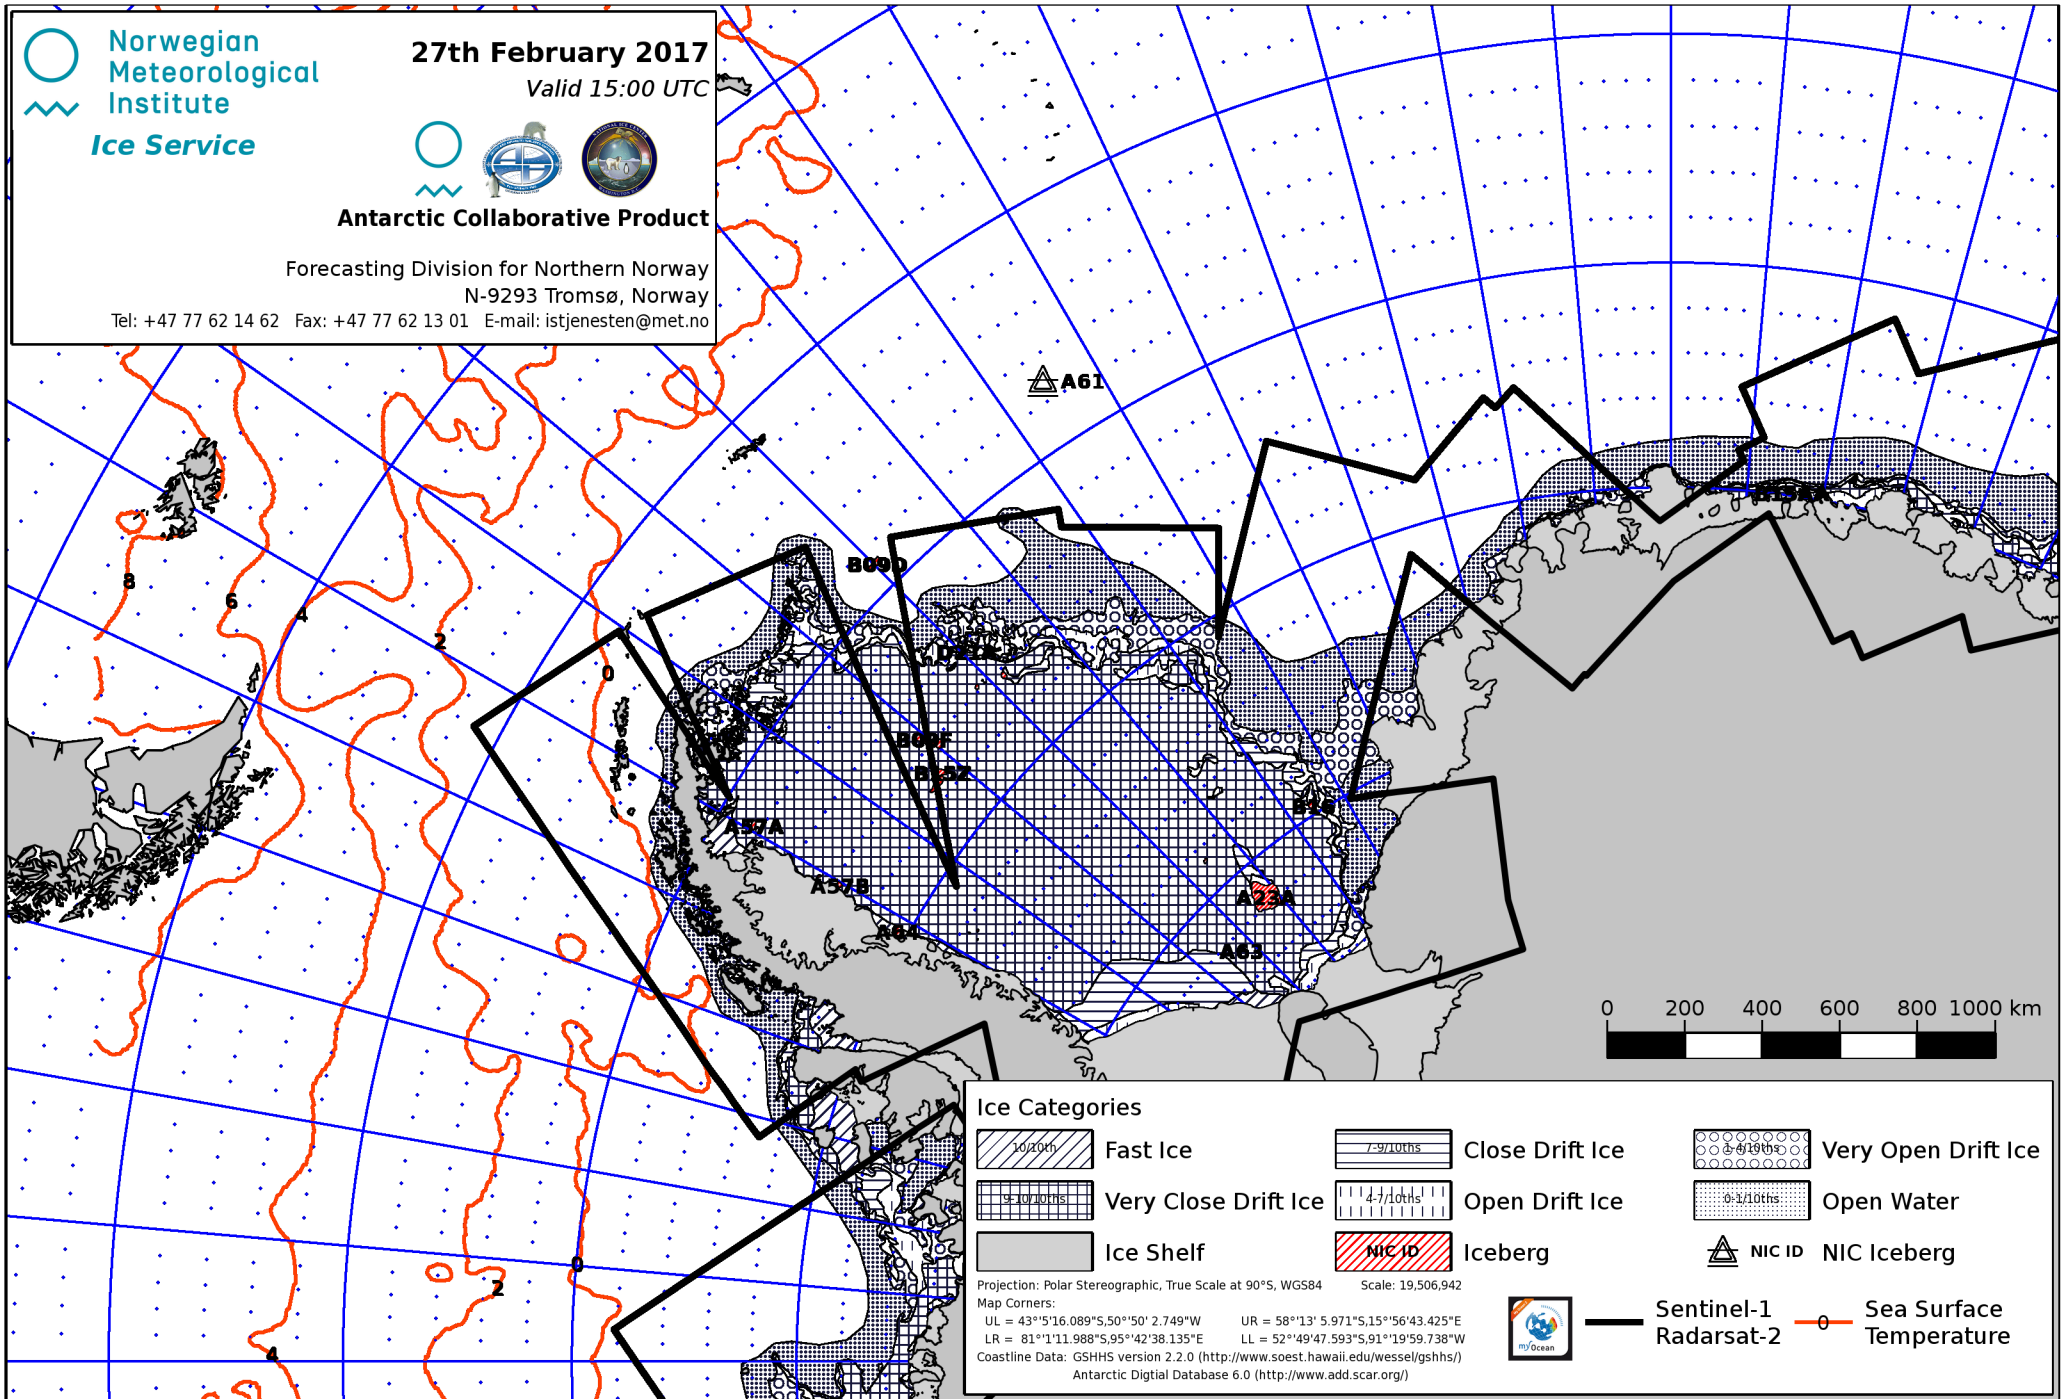 Norwegian
Meteorological
Institute
Ice Service
27th February 2017
Valid 15:00 UTC
Antarctic Collaborative Product
Forecasting Division for Northern Norway
N-9293 Tromsø, Norway
Tel: +47 77 62 14 62 Fax: +47 77 62 13 01 E-mail: istjenesten@met.no
A61
B09D
8
6
4
2
0
B09F
B15Z
B16
A57A
A57B
A23A
A64
A63
0 200 400 600 800 1000 km
Ice Categories
10/10th Fast Ice
7-9/10ths Close Drift Ice
1-4/10ths Very Open Drift Ice
9-10/10ths Very Close Drift Ice
4-7/10ths Open Drift Ice
0-1/10ths Open Water
Ice Shelf
NIC ID Iceberg
NIC ID NIC Iceberg
Projection: Polar Stereographic, True Scale at 90°S, WGS84 Scale: 19,506,942
Map Corners:
UL = 43°'5'16.089"S,50°'50' 2.749"W UR = 58°'13' 5.971"S,15°'56'43.425"E
LR = 81°'1'11.988"S,95°'42'38.135"E LL = 52°'49'47.593"S,91°'19'59.738"W
Coastline Data: GSHHS version 2.2.0 (http://www.soest.hawaii.edu/wessel/gshhs/)
Antarctic Digtial Database 6.0 (http://www.add.scar.org/)
myOcean
Sentinel-1
Radarsat-2
0
Sea Surface
Temperature
0
2
4